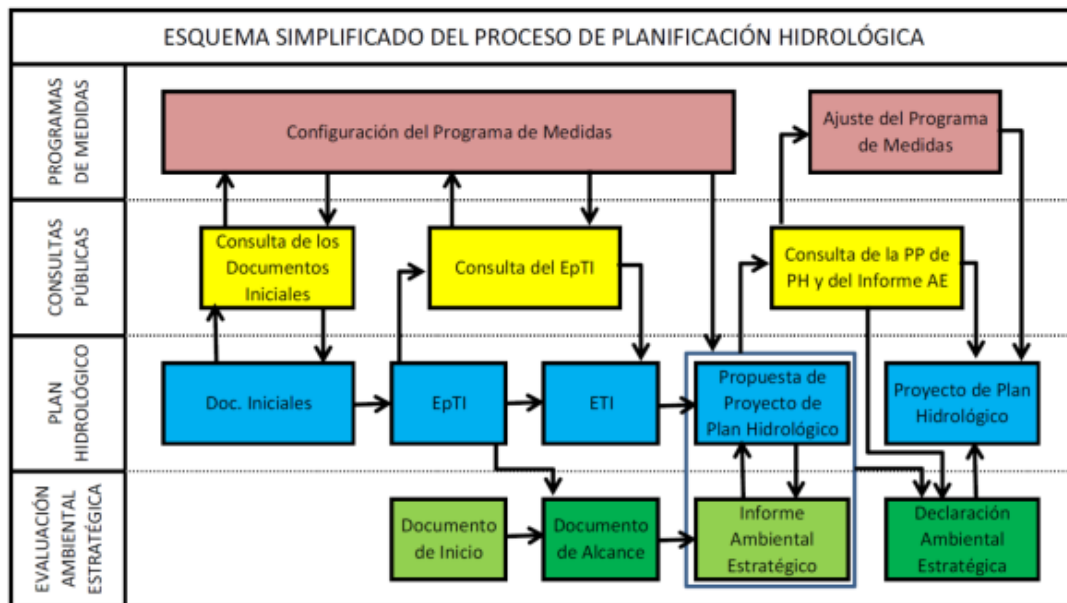 ESQUEMA SIMPLIFICADO DEL PROCESO DE PLANIFICACIÓN HIDROLÓGICA
PROGRAMAS
DE MEDIDAS
Configuración del Programa de Medidas
Ajuste del Programa
de Medidas
CONSULTAS
PÚBLICAS
Consulta de los
Documentos
Iniciales
Consulta del EpTI
Consulta de la PP de
PH y del Informe AE
PLAN
HIDROLÓGICO
Doc. Iniciales
EpTI
ETI
Propuesta de
Proyecto de
Plan Hidrológico
Proyecto de Plan
Hidrológico
EVALUACIÓN
AMBIENTAL
ESTRATÉGICA
Documento
de Inicio
Documento
de Alcance
Informe
Ambiental
Estratégico
Declaración
Ambiental
Estratégica